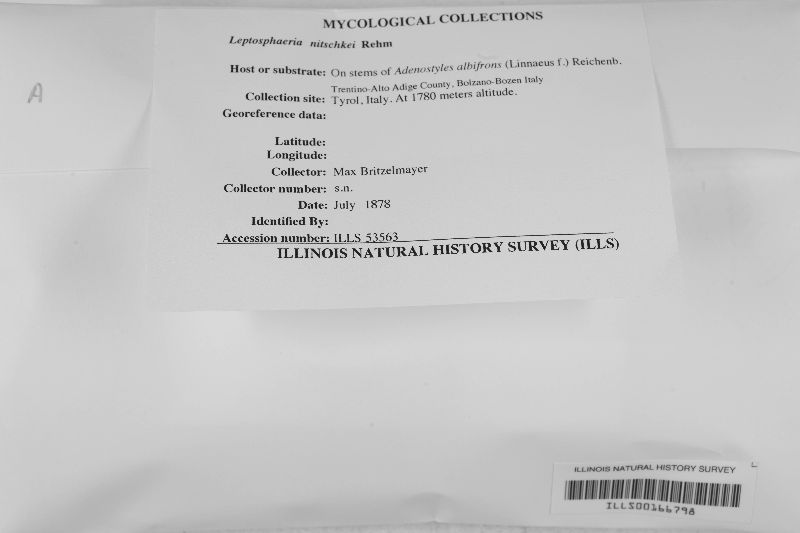 MYCOLOGICAL COLLECTIONS
Leptosphaeria nitschkei Rehm
Host or substrate: On stems of Adenostyles albifrons (Linnaeus f.) Reichenb.
Trentino-Alto Adige County, Bolzano-Bozen Italy
Collection site: Tyrol, Italy. At 1780 meters altitude.
Georeference data:
Latitude:
Longitude:
Collector: Max Britzelmayer
Collector number: s.n.
Date: July 1878
Identified By:
Accession number: ILLS 53563
ILLINOIS NATURAL HISTORY SURVEY (ILLS)
A
ILLINOIS NATURAL HISTORY SURVEY
ILLS00166798